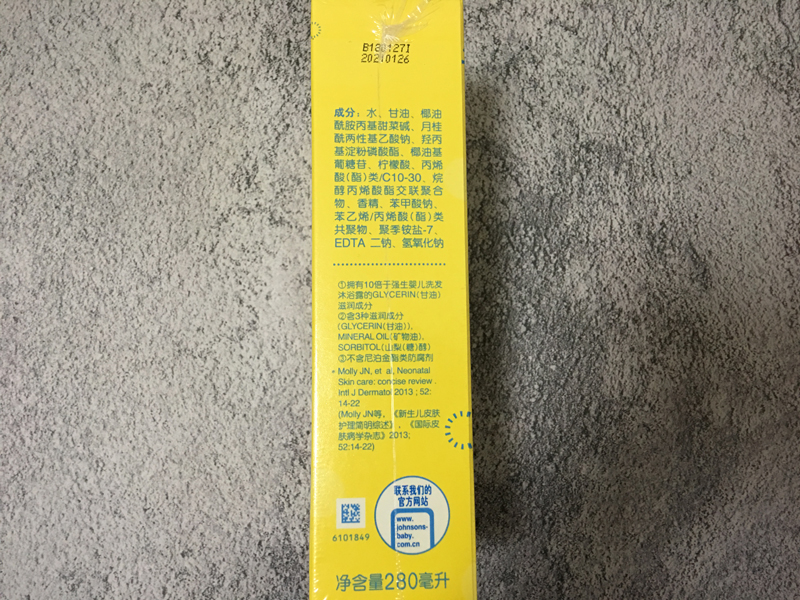 B180127I
20210126
成分：水、甘油、椰油
酰胺丙基甜菜碱、月桂
酰两性基乙酸钠、羟丙
基淀粉磷酸酯、椰油基
葡糖苷、柠檬酸、丙烯
酸(酯)类/C10-30、烷
醇丙烯酸酯交联聚合
物、香精、苯甲酸钠、
苯乙烯/丙烯酸(酯)类
共聚物、聚季铵盐-7、
EDTA 二钠、氢氧化钠
①拥有10倍于强生婴儿洗发
沐浴露的GLYCERIN(甘油)
滋润成分
②含3种滋润成分
(GLYCERIN(甘油)),
MINERAL OIL(矿物油),
SORBITOL(山梨(糖)醇)
③不含尼泊金酯类防腐剂
* Molly JN, et al, Neonatal
Skin care: concise review .
intl J Dermatol 2013 ; 52:
14-22
(Molly JN等，《新生儿皮肤
护理简明综述》，《国际皮
肤病学杂志》2013;
52:14-22)
联系我们的
官方网站
www.
johnsons-
baby.
com.cn
6101849
净含量280毫升